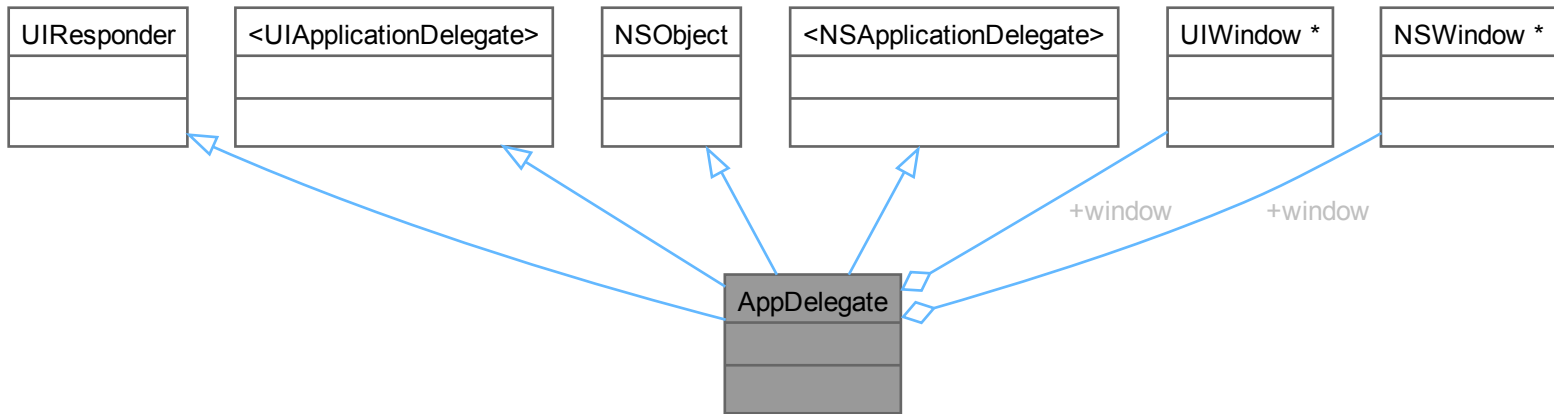 UIResponder
<UIApplicationDelegate>
NSObject
<NSApplicationDelegate>
UIWindow *
NSWindow *
+window
+window
AppDelegate